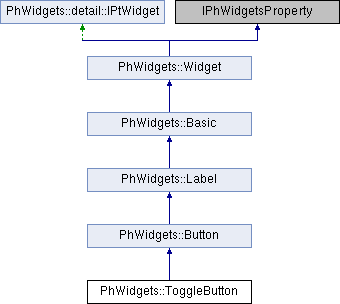 PhWidgets::detail::IPtWidget
IPhWidgetsProperty
PhWidgets::Widget
PhWidgets::Basic
PhWidgets::Label
PhWidgets::Button
PhWidgets::ToggleButton